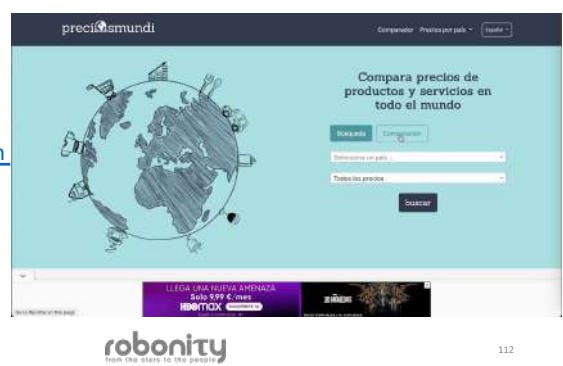 preciosmundi
Comparador Precios por país
Español
Compara precios de
productos y servicios en
todo el mundo
Búsqueda
Comparación
Selecciona un país ...
Todos los precios
buscar
n
LLEGA UNA NUEVA AMENAZA
Solo 9,99 €/mes
HBOmax
robonity
from the stars to the people
112